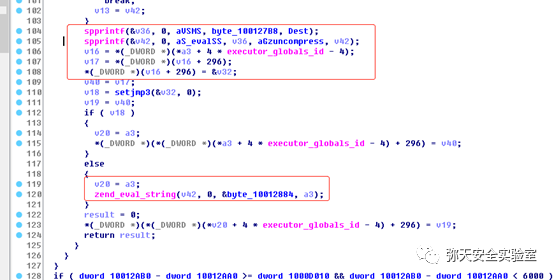 102 break;
103 v13 = v42;
}
104 spprintf(&v36, 0, aVSMS, byte_100127B8, Dest);
105 spprintf(&v42, 0, aS_evalSS, v36, aGzuncompress, v42);
106 v16 = *(_DWORD *)(*a3 + 4 * executor_globals_id - 4);
107 v17 = *(_DWORD *)(v16 + 296);
108 *(_DWORD *)(v16 + 296) = &v32;
109 v40 = v17;
110 v18 = setjmp3(&v32, 0);
111 v19 = v40;
112 if ( v18 )
113 {
114 v20 = a3;
115 *(_DWORD *)(*(_DWORD *)(*a3 + 4 * executor_globals_id - 4) + 296) = v40;
116 }
117 else
118 {
119 v20 = a3;
120 zend_eval_string(v42, 0, &byte_10012884, a3);
121 }
122 result = 0;
123 *(_DWORD *)(*(_DWORD *)(*v20 + 4 * executor_globals_id - 4) + 296) = v19;
124 return result;
125 }
126 }
127 }
128 if ( dword_10012AB0 - dword_10012AA0 >= dword_1000D010 && dword_10012AB0 - dword_10012AA0 < 6000 )
弥天安全实验室